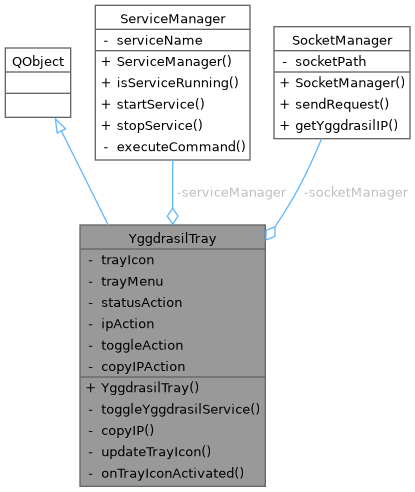 ServiceManager
- serviceName
+ ServiceManager()
+ isServiceRunning()
+ startService()
+ stopService()
- executeCommand()
SocketManager
- socketPath
+ SocketManager()
+ sendRequest()
+ getYggdrasilIP()
QObject
-serviceManager
-socketManager
YggdrasilTray
- trayIcon
- trayMenu
- statusAction
- ipAction
- toggleAction
- copyIPAction
+ YggdrasilTray()
- toggleYggdrasilService()
- copyIP()
- updateTrayIcon()
- onTrayIconActivated()